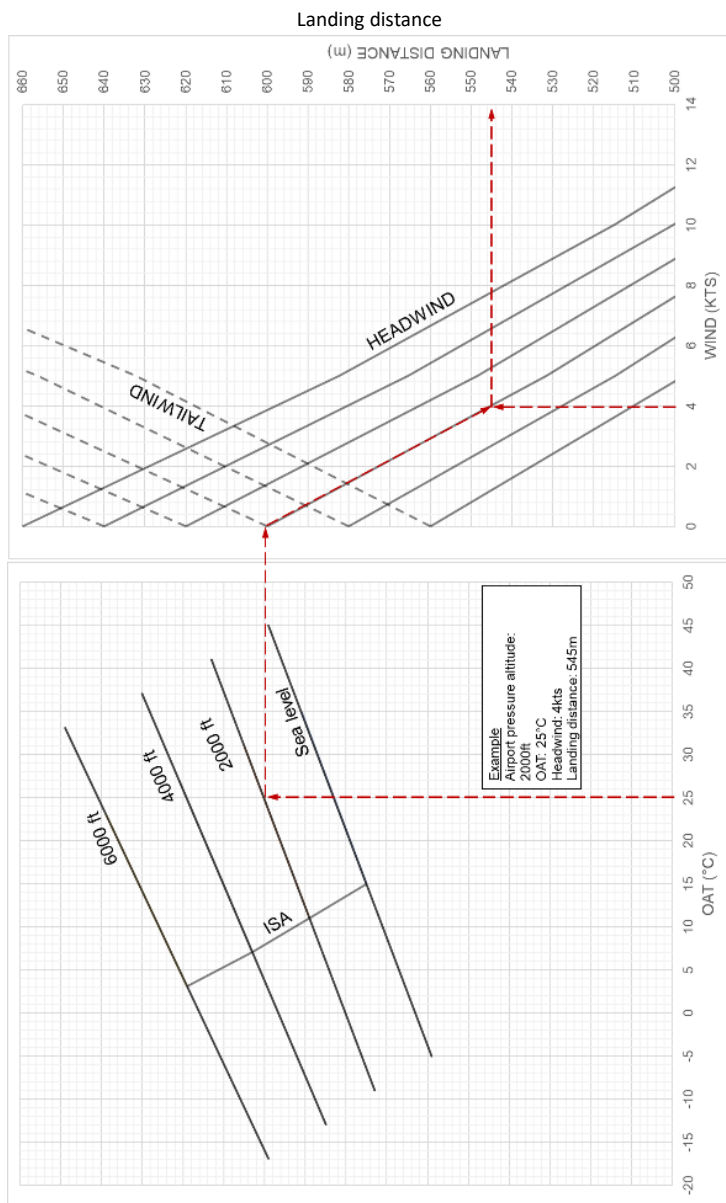 Landing distance
LANDING DISTANCE (m)
660
650
640
630
620
610
600
590
580
570
560
550
540
530
520
510
500
14
12
10
8
6
4
2
0
WIND (KTS)
TAILWIND
HEADWIND
50
45
40
35
30
25
20
15
10
5
0
-5
-10
-15
-20
OAT (°C)
6000 ft
4000 ft
2000 ft
Sea level
ISA
Example
Airport pressure altitude:
2000ft
OAT: 25°C
Headwind: 4kts
Landing distance: 545m